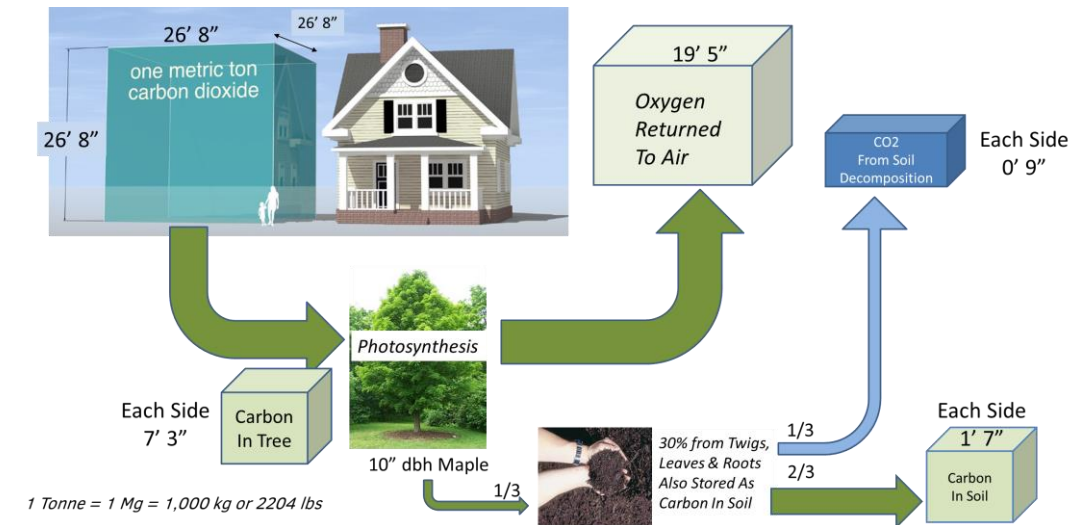 26’ 8”
26’ 8”
one metric ton
carbon dioxide
26’ 8”
19’ 5”
Oxygen
Returned
To Air
CO2
From Soil
Decomposition
Each Side
0’ 9”
Photosynthesis
Each Side
7’ 3”
Carbon
In Tree
10” dbh Maple
1/3
30% from Twigs,
Leaves & Roots
Also Stored As
Carbon In Soil
1/3
2/3
Each Side
1’ 7”
Carbon
In Soil
1 Tonne = 1 Mg = 1,000 kg or 2204 lbs